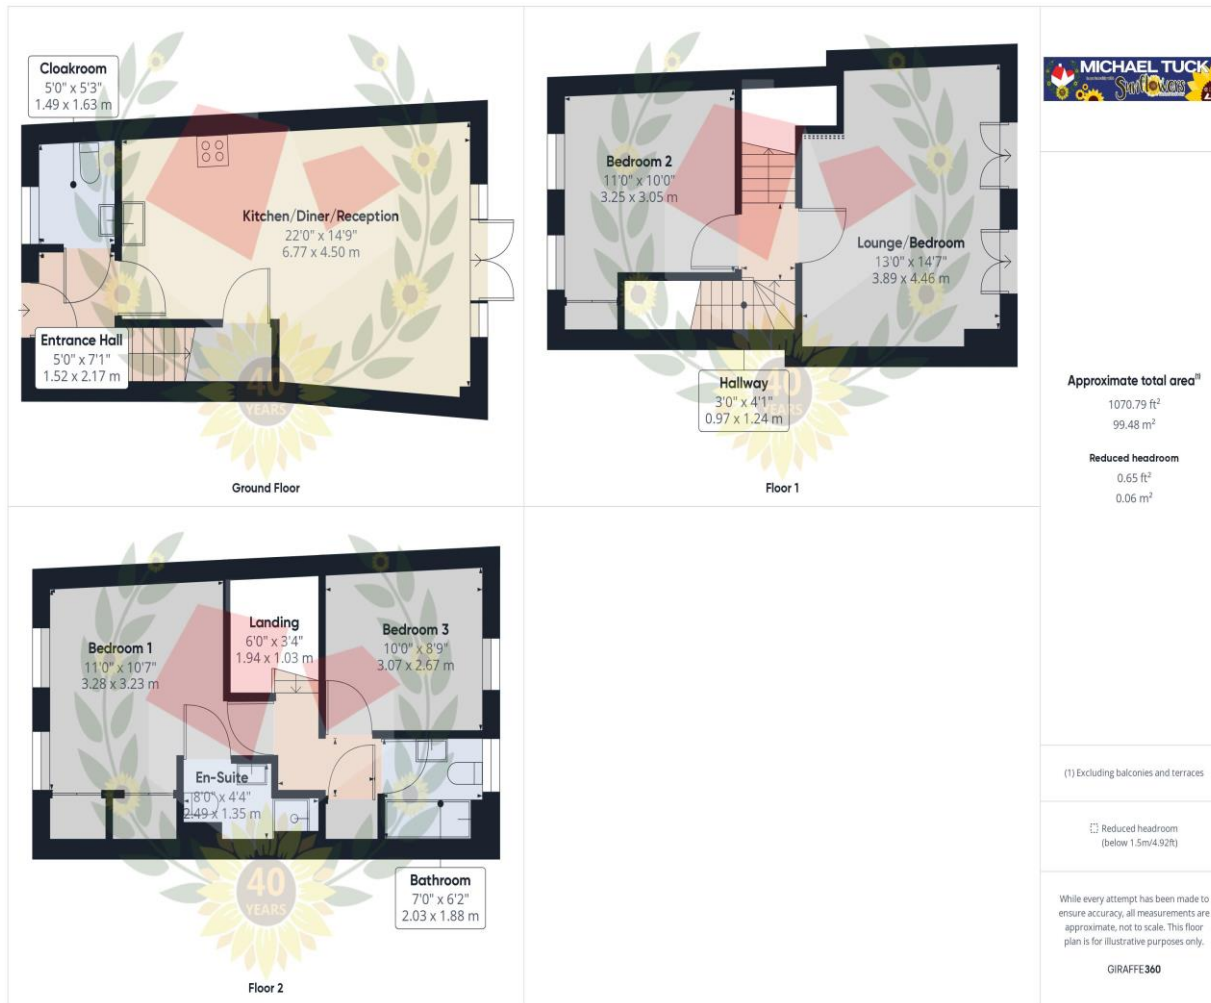 Cloakroom
5'0" x 5'3"
1.49 x 1.63 m
Kitchen/Diner/Reception
22'0" x 14'9"
6.77 x 4.50 m
Entrance Hall
5'0" x 7'1"
1.52 x 2.17 m
40
YEARS
Ground Floor
Bedroom 2
11'0" x 10'0"
3.25 x 3.05 m
Lounge/Bedroom
13'0" x 14'7"
3.89 x 4.46 m
Hallway
3'0" x 4'1"
0.97 x 1.24 m
40
YEARS
Floor 1
MICHAEL TUCK
Sunflowers
Approximate total area(1)
1070.79 ft²
99.48 m²
Reduced headroom
0.65 ft²
0.06 m²
Bedroom 1
11'0" x 10'7"
3.28 x 3.23 m
Landing
6'0" x 3'4"
1.94 x 1.03 m
Bedroom 3
10'0" x 8'9"
3.07 x 2.67 m
En-Suite
8'0" x 4'4"
2.49 x 1.35 m
Bathroom
7'0" x 6'2"
2.03 x 1.88 m
40
YEARS
Floor 2
(1) Excluding balconies and terraces
Reduced headroom
(below 1.5m/4.92ft)
While every attempt has been made to
ensure accuracy, all measurements are
approximate, not to scale. This floor
plan is for illustrative purposes only.
GIRAFFE360